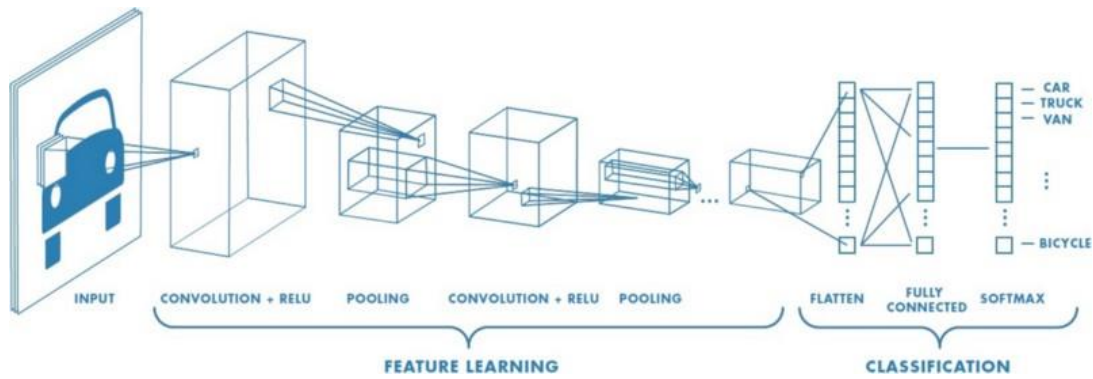 CAR
TRUCK
VAN
BICYCLE
INPUT
CONVOLUTION + RELU
POOLING
CONVOLUTION + RELU
POOLING
FLATTEN
FULLY
CONNECTED
SOFTMAX
FEATURE LEARNING
CLASSIFICATION